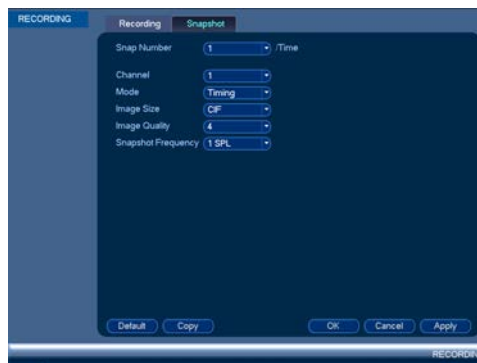 RECORDING
Recording Snapshot
Snap Number 1 /Time
Channel 1
Mode Timing
Image Size CIF
Image Quality 4
Snapshot Frequency 1 SPL
Default Copy OK Cancel Apply
RECORDIN